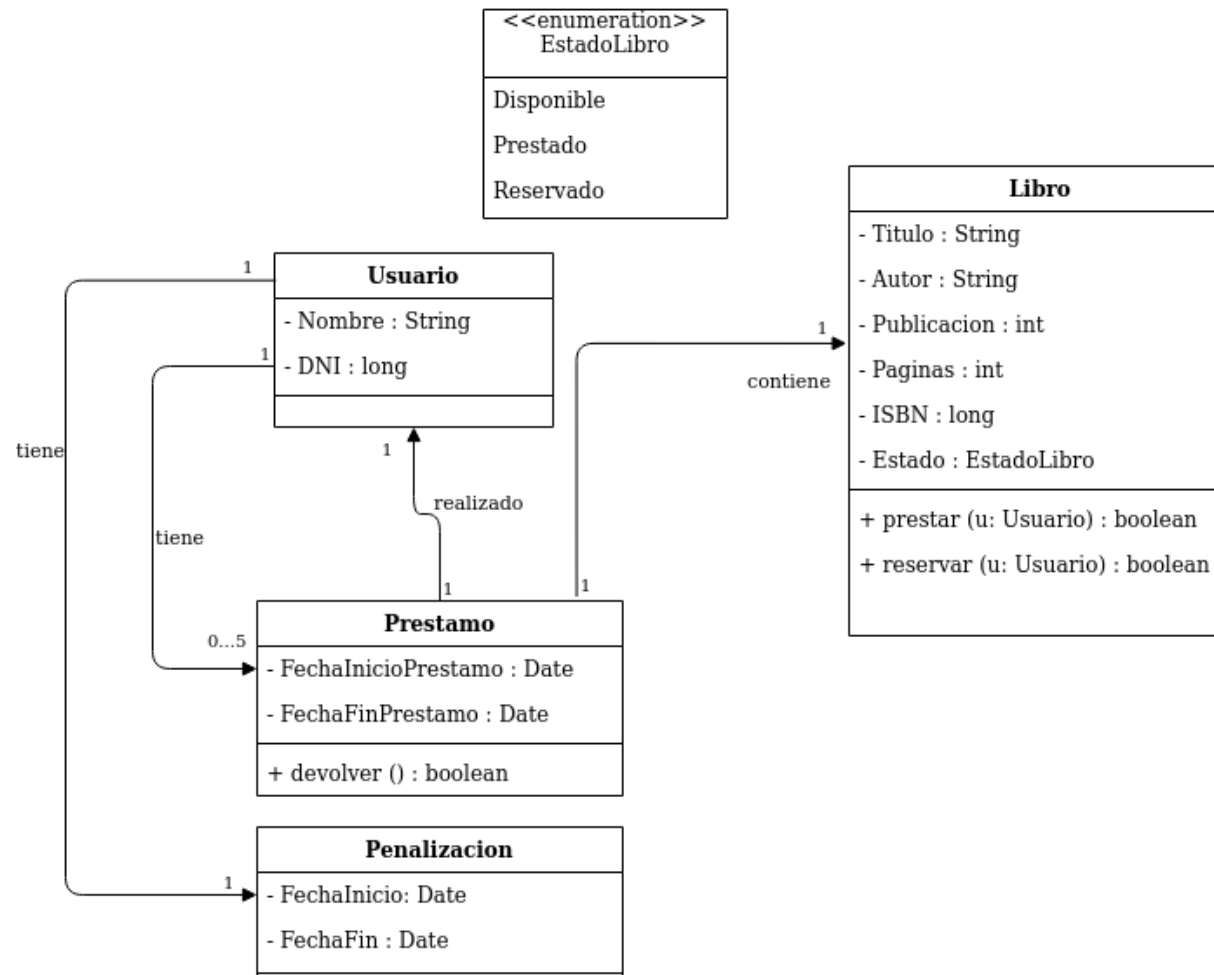 <<enumeration>>
EstadoLibro
Disponible
Prestado
Reservado
Libro
- Titulo : String
- Autor : String
- Publicacion : int
- Paginas : int
- ISBN : long
- Estado : EstadoLibro
+ prestar (u: Usuario) : boolean
+ reservar (u: Usuario) : boolean
1
contiene
1
Usuario
- Nombre : String
- DNI : long
1
1
tiene
tiene
1
realizado
1
0...5
Prestamo
- FechaInicioPrestamo : Date
- FechaFinPrestamo : Date
+ devolver () : boolean
Penalizacion
1
- FechaInicio: Date
- FechaFin : Date